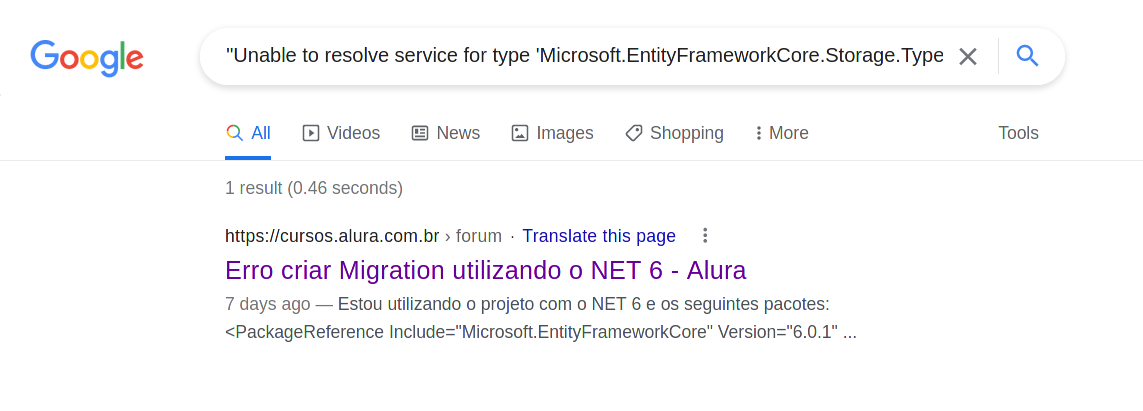 Google
"Unable to resolve service for type 'Microsoft.EntityFrameworkCore.Storage.Type
All Videos News Images Shopping More Tools
1 result (0.46 seconds)
https://cursos.alura.com.br › forum · Translate this page
Erro criar Migration utilizando o NET 6 - Alura
7 days ago — Estou utilizando o projeto com o NET 6 e os seguintes pacotes:
<PackageReference Include="Microsoft.EntityFrameworkCore" Version="6.0.1" ...